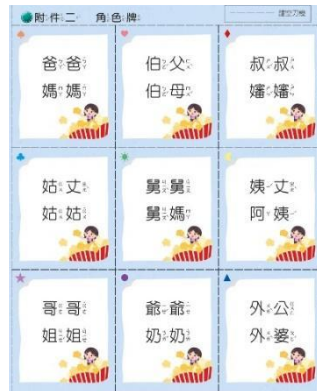 附件二 角色牌
爸爸
媽媽
伯父
伯母
叔叔
嬸嬸
姑丈
姑姑
舅舅
舅媽
姨丈
阿姨
哥哥
姐姐
爺爺
奶奶
外公
外婆